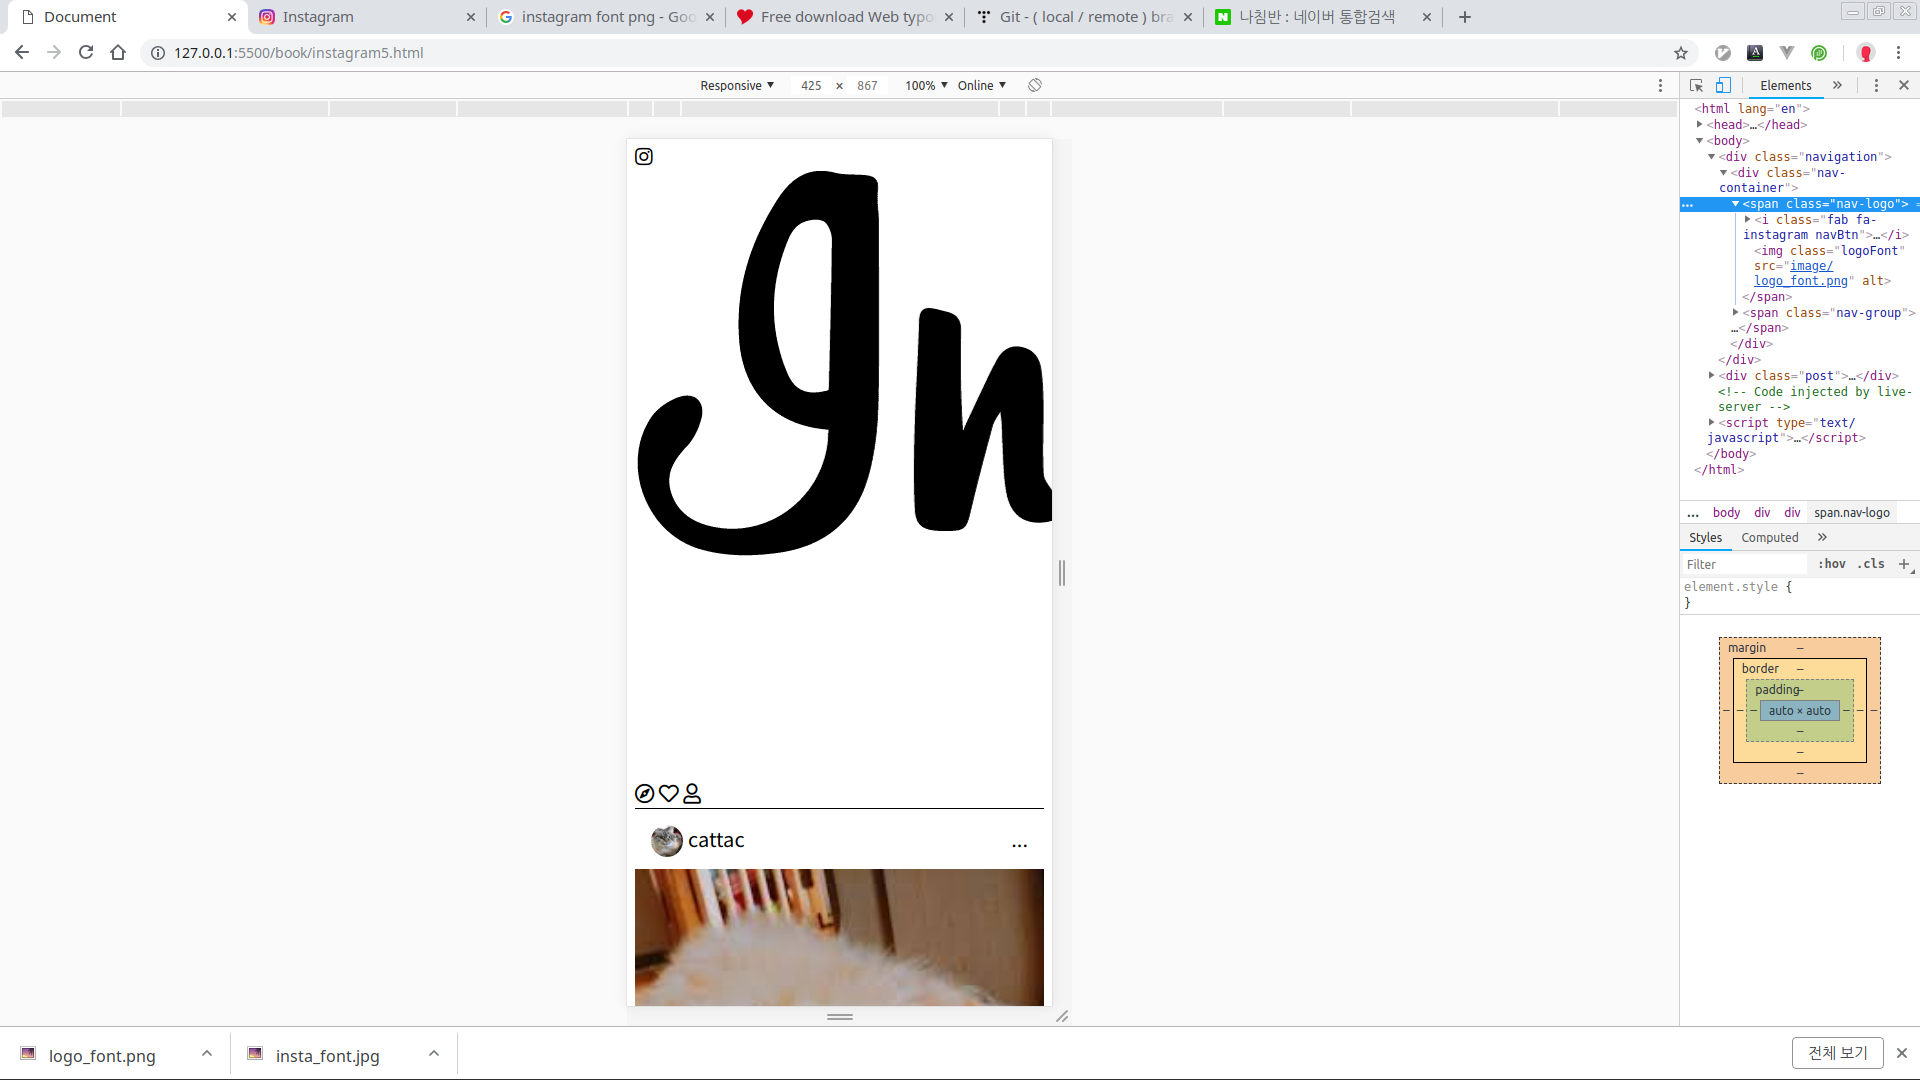 Document
Instagram
instagram font png - Goo
Free download Web typo
Git - ( local / remote ) bra
나침반 : 네이버 통합검색
127.0.0.1:5500/book/instagram5.html
Responsive ▼ 425 × 867 100% ▼ Online ▼
Elements »
<html lang="en">
<head>…</head>
<body>
<div class="navigation">
<div class="nav-
container">
… <span class="nav-logo"> =
<i class="fab fa-
instagram navBtn">…</i>
<img class="logoFont"
src="image/
logo_font.png" alt>
</span>
<span class="nav-group">
…</span>
</div>
</div>
<div class="post">…</div>
<!-- Code injected by live-
server -->
<script type="text/
javascript">…</script>
</body>
</html>
… body div div span.nav-logo
Styles Computed »
Filter :hov .cls +
element.style {
}
margin –
border –
padding –
– – – auto × auto – – –
–
–
–
In
cattac ...
logo_font.png
insta_font.jpg
전체 보기